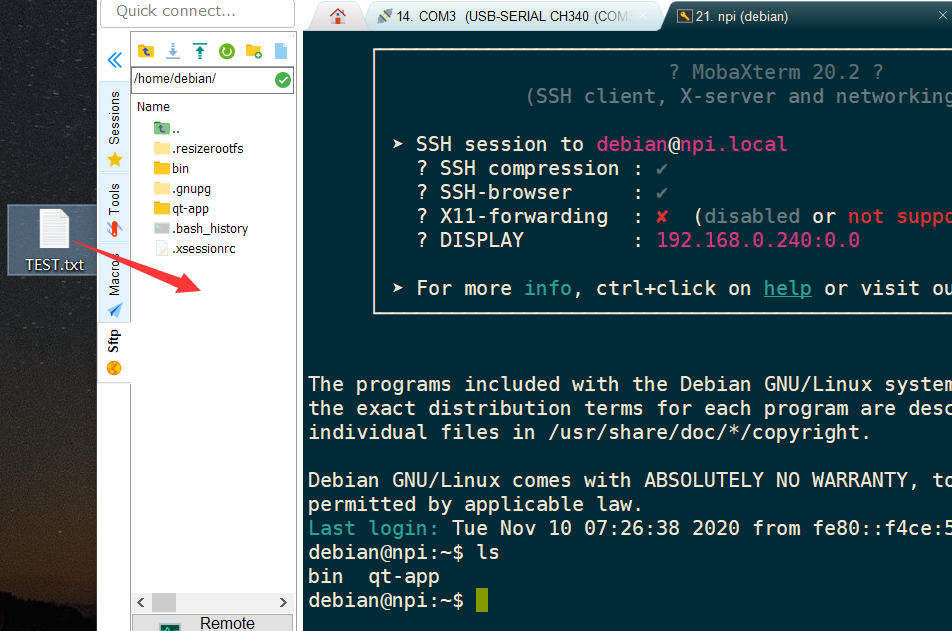 Quick connect...
14. COM3 (USB-SERIAL CH340 (COM3
21. npi (debian)
/home/debian/
Name
..
.resizerootfs
bin
.gnupg
qt-app
.bash_history
.xsessionrc
Sessions
Tools
Macros
Sftp
TEST.txt
Remote
? MobaXterm 20.2 ?
(SSH client, X-server and networking
➤ SSH session to debian@npi.local
? SSH compression : ✔
? SSH-browser : ✔
? X11-forwarding : ✘ (disabled or not suppo
? DISPLAY : 192.168.0.240:0.0
➤ For more info, ctrl+click on help or visit ou
The programs included with the Debian GNU/Linux system
the exact distribution terms for each program are desc
individual files in /usr/share/doc/*/copyright.
Debian GNU/Linux comes with ABSOLUTELY NO WARRANTY, to
permitted by applicable law.
Last login: Tue Nov 10 07:26:38 2020 from fe80::f4ce:5
debian@npi:~$ ls
bin qt-app
debian@npi:~$